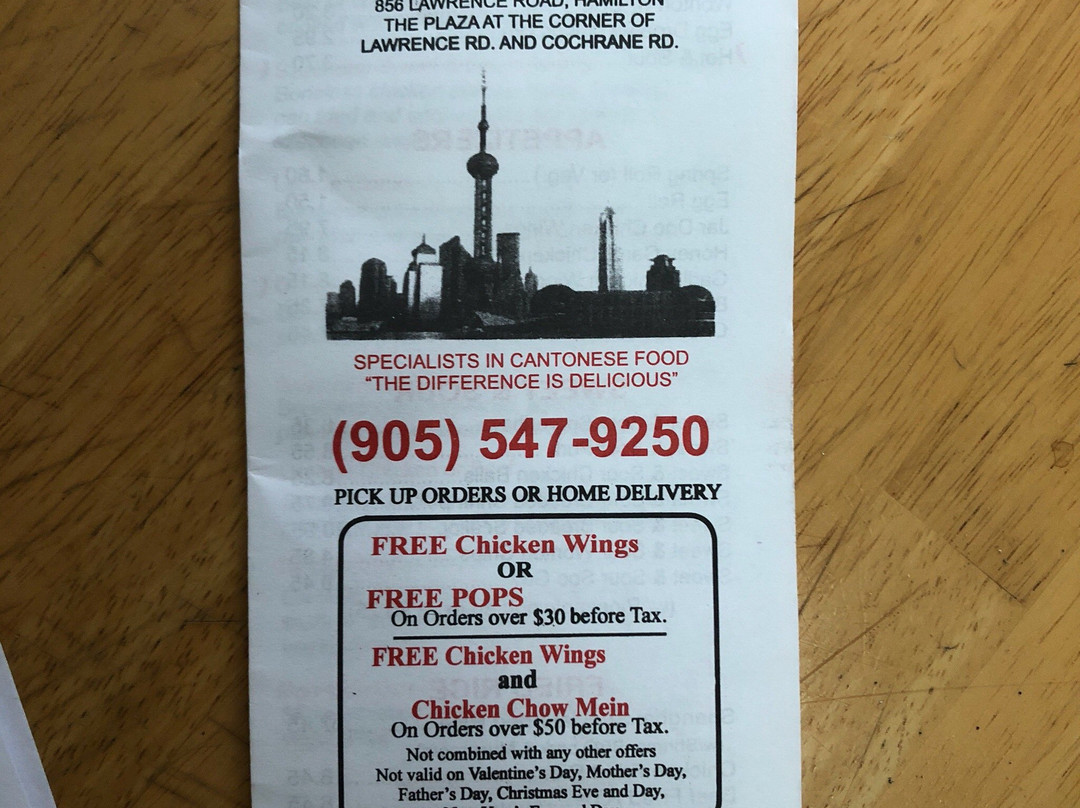 856 LAWRENCE ROAD, HAMILTON
THE PLAZA AT THE CORNER OF
LAWRENCE RD. AND COCHRANE RD.
SPECIALISTS IN CANTONESE FOOD
“THE DIFFERENCE IS DELICIOUS”
(905) 547-9250
PICK UP ORDERS OR HOME DELIVERY
FREE Chicken Wings
OR
FREE POPS
On Orders over $30 before Tax.
FREE Chicken Wings
and
Chicken Chow Mein
On Orders over $50 before Tax.
Not combined with any other offers
Not valid on Valentine’s Day, Mother’s Day,
Father’s Day, Christmas Eve and Day,